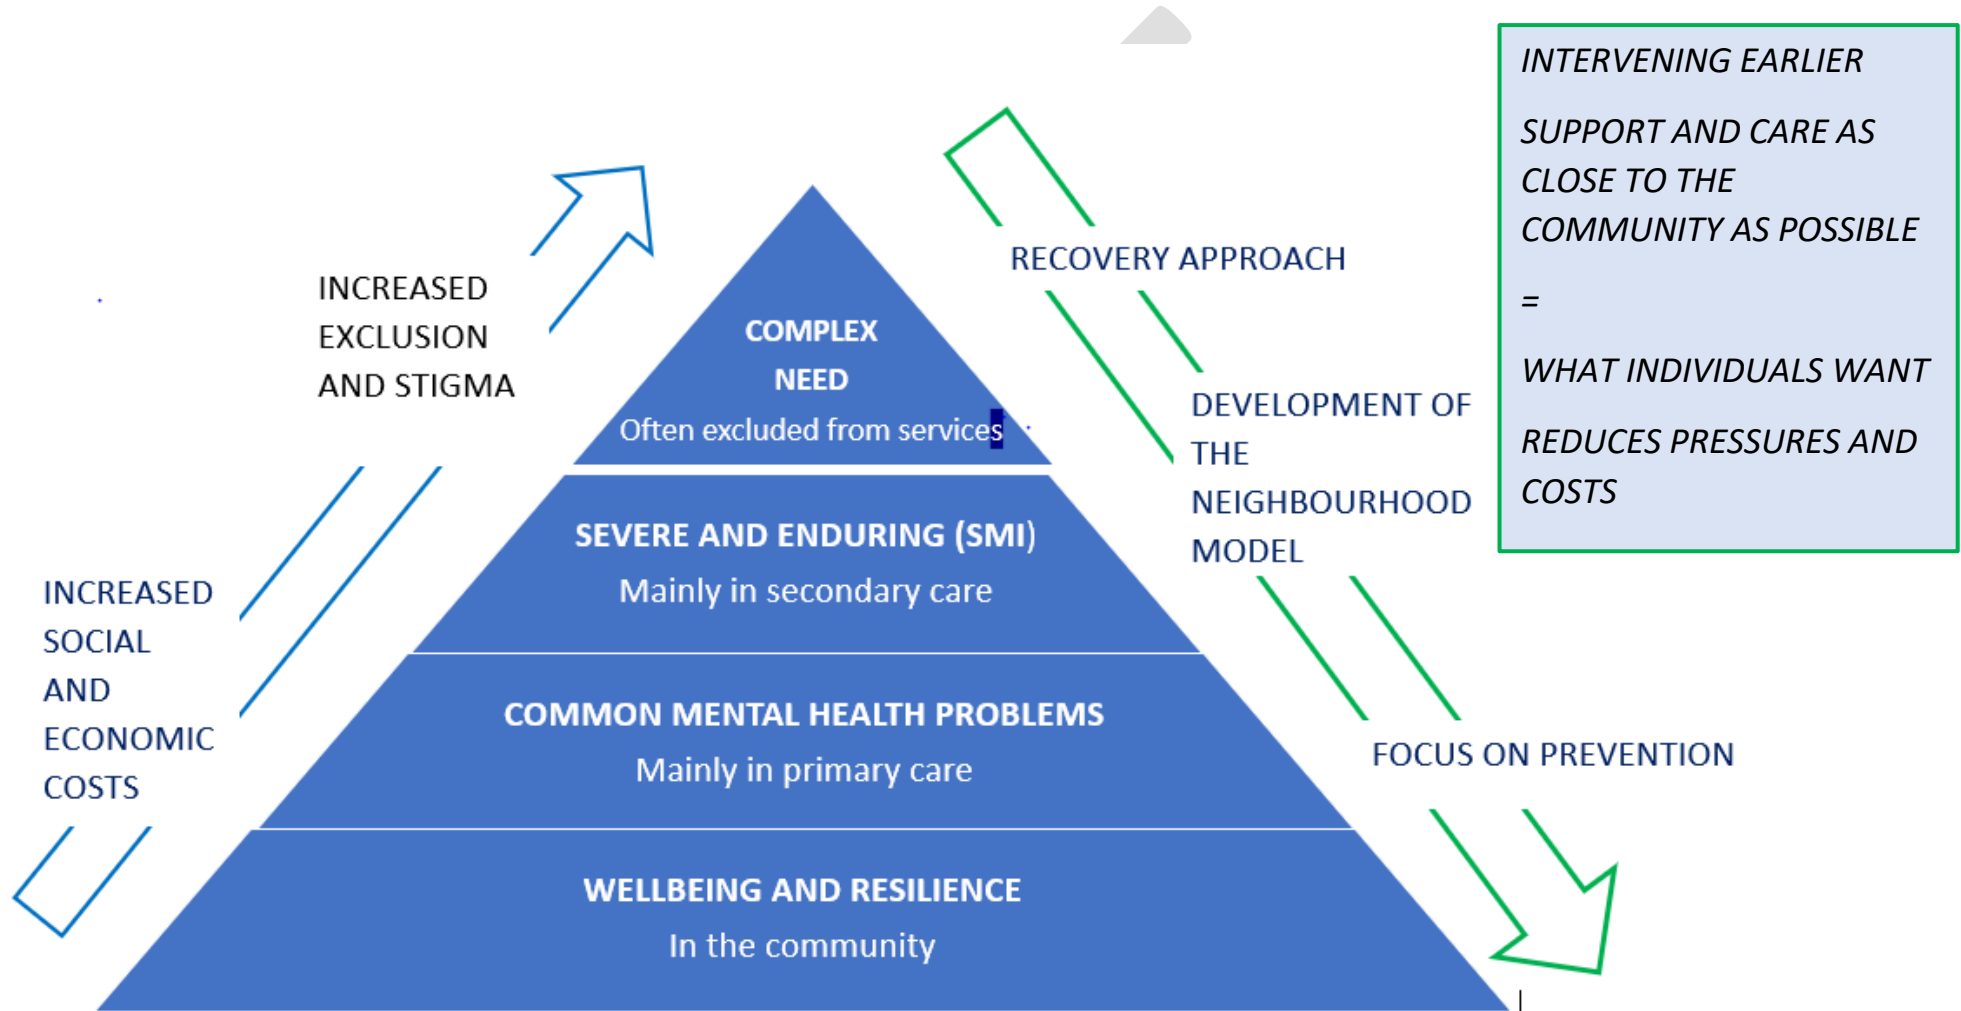 INTERVENING EARLIER
SUPPORT AND CARE AS
CLOSE TO THE
COMMUNITY AS POSSIBLE
=
WHAT INDIVIDUALS WANT
REDUCES PRESSURES AND
COSTS
INCREASED
EXCLUSION
AND STIGMA
INCREASED
SOCIAL
AND
ECONOMIC
COSTS
COMPLEX
NEED
Often excluded from services
SEVERE AND ENDURING (SMI)
Mainly in secondary care
COMMON MENTAL HEALTH PROBLEMS
Mainly in primary care
WELLBEING AND RESILIENCE
In the community
RECOVERY APPROACH
DEVELOPMENT OF
THE
NEIGHBOURHOOD
MODEL
FOCUS ON PREVENTION